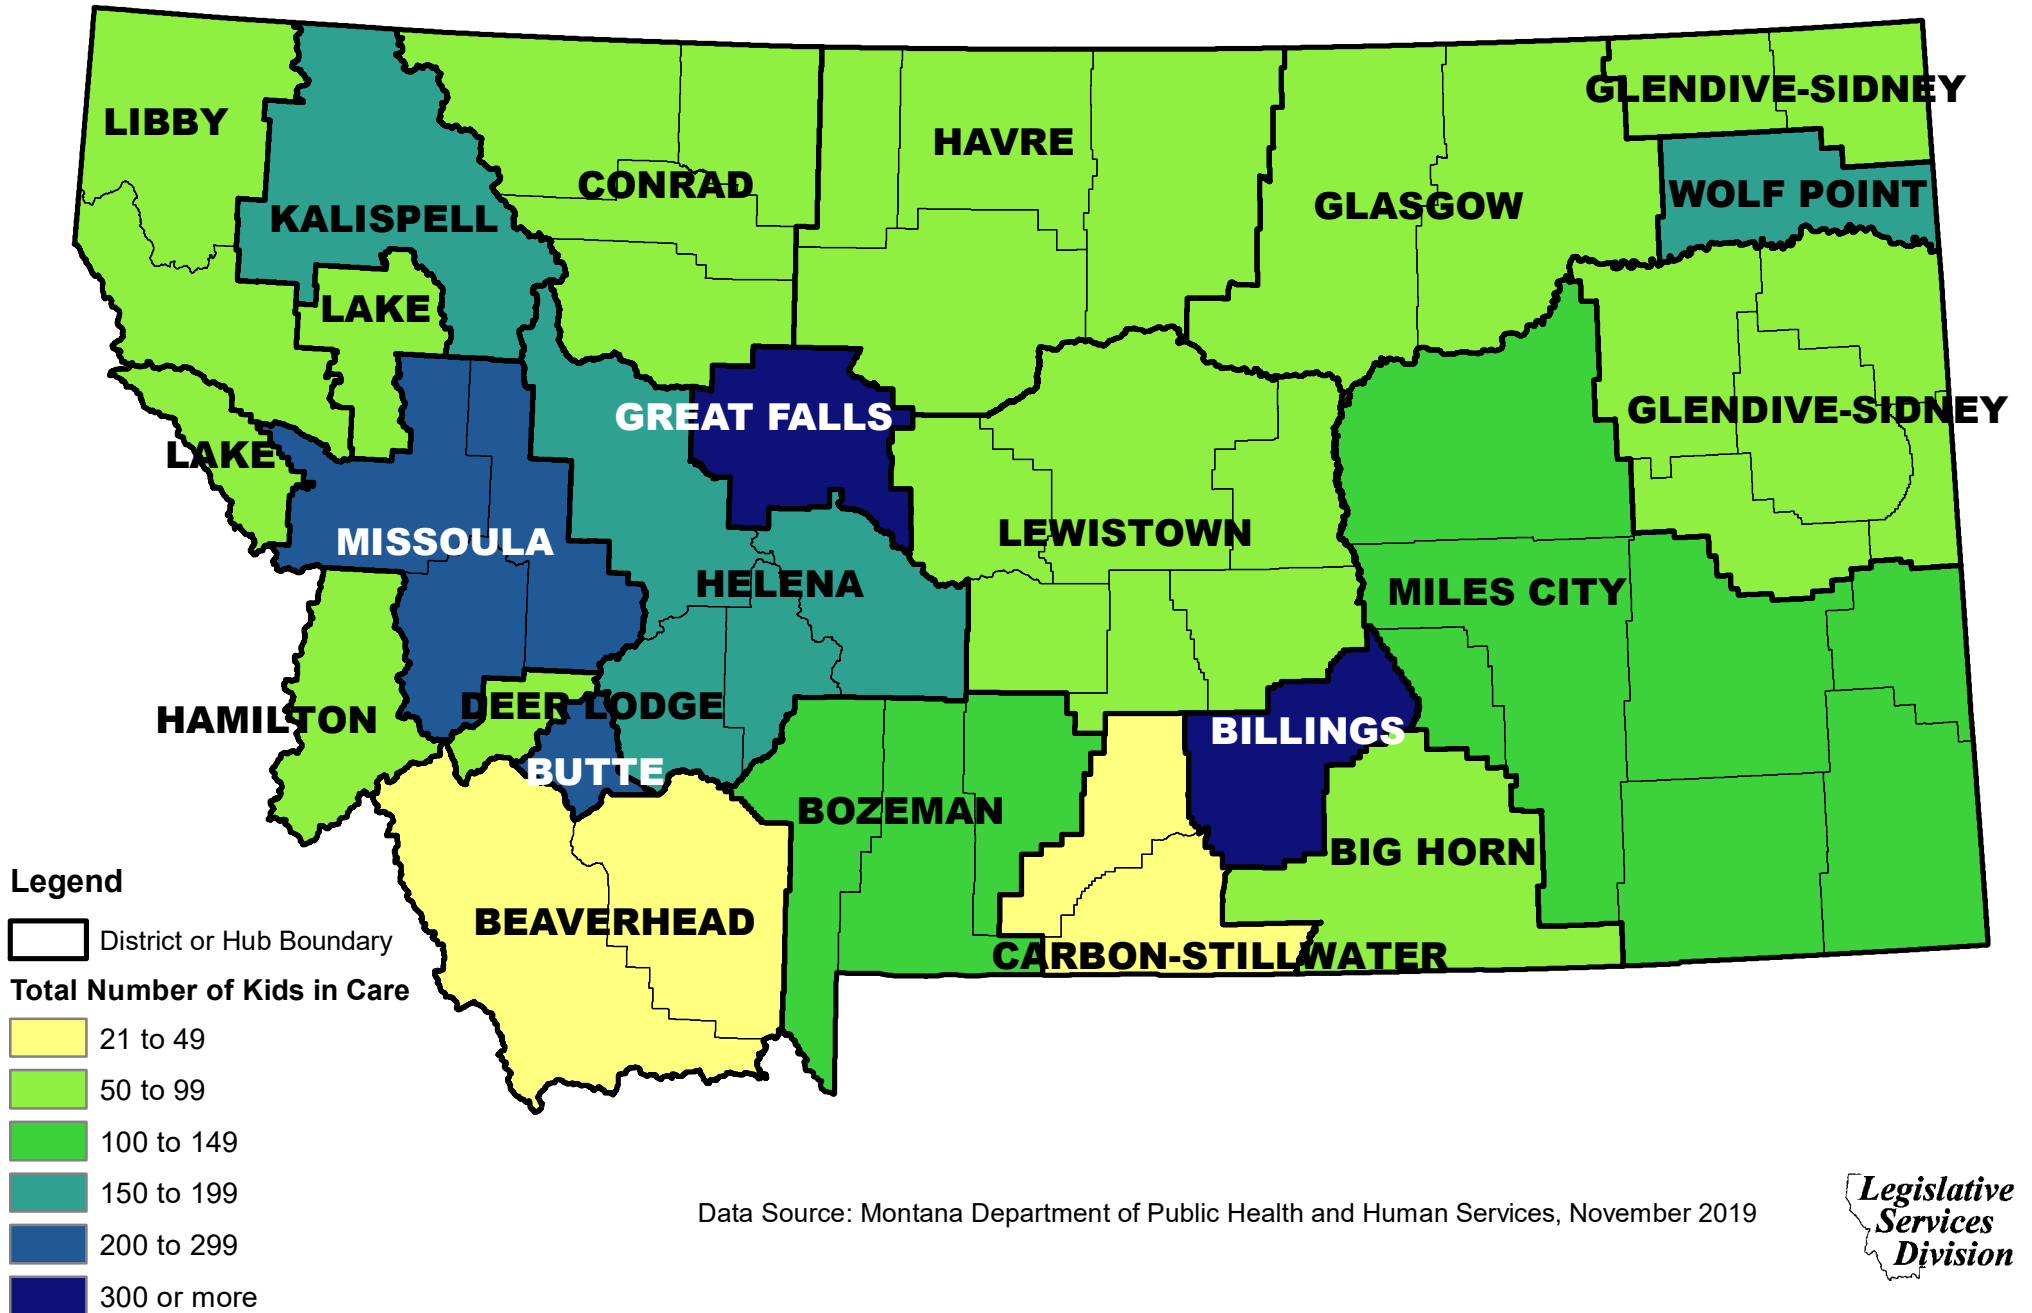 GLENDIVE-SIDNEY
LIBBY
HAVRE
CONRAD
WOLF POINT
GLASGOW
KALISPELL
LAKE
GLENDIVE-SIDNEY
GREAT FALLS
LAKE
LEWISTOWN
MISSOULA
HELENA
MILES CITY
DEER LODGE
HAMILTON
BILLINGS
BUTTE
BOZEMAN
BIG HORN
BEAVERHEAD
CARBON-STILLWATER
Legend
District or Hub Boundary
Total Number of Kids in Care
21 to 49
50 to 99
100 to 149
150 to 199
200 to 299
300 or more
Data Source: Montana Department of Public Health and Human Services, November 2019
Legislative
Services
Division